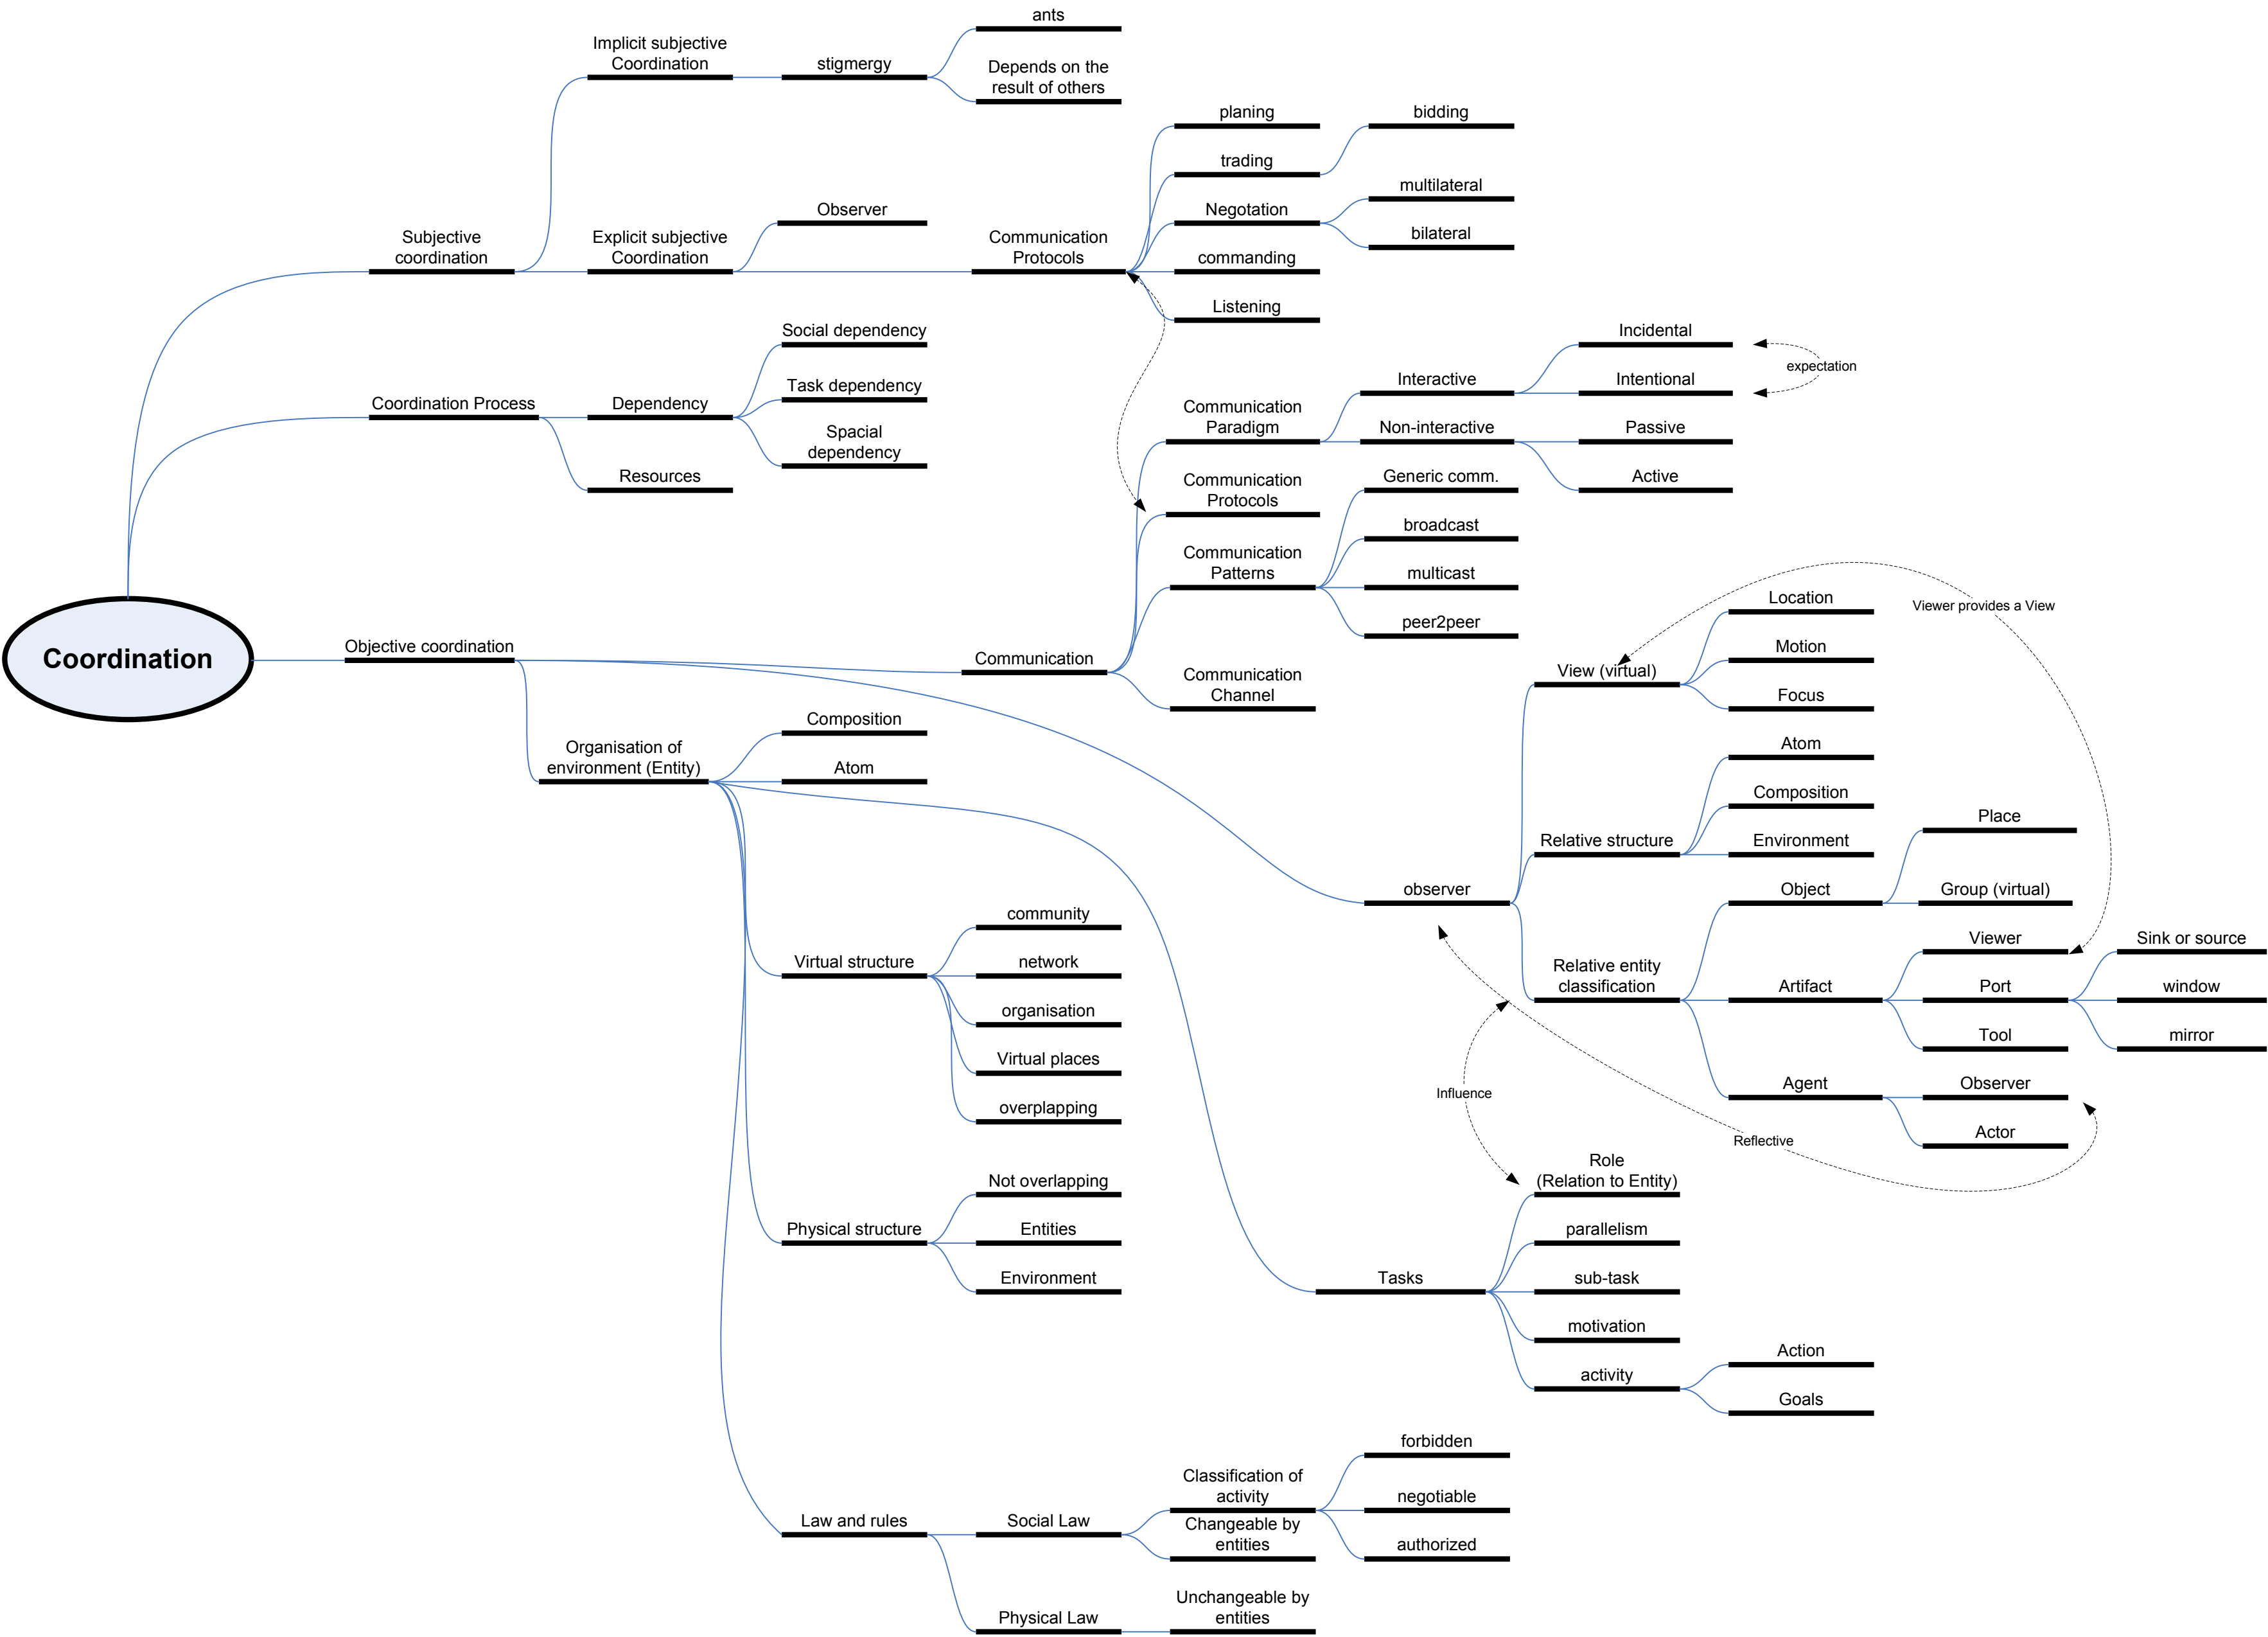 ants
Implicit subjective
Coordination
stigmergy
Depends on the
result of others
planing
bidding
trading
multilateral
Observer
Negotation
bilateral
Subjective
coordination
Explicit subjective
Coordination
Communication
Protocols
commanding
Listening
Social dependency
Incidental
expectation
Task dependency
Interactive
Intentional
Coordination Process
Dependency
Communication
Paradigm
Non-interactive
Passive
Spacial
dependency
Resources
Communication
Protocols
Generic comm.
Active
broadcast
Communication
Patterns
multicast
Location
Viewer provides a View
peer2peer
Coordination
Objective coordination
Communication
View (virtual)
Motion
Communication
Channel
Focus
Composition
Organisation of
environment (Entity)
Atom
Atom
Composition
Place
Relative structure
Environment
observer
Object
Group (virtual)
community
Viewer
Sink or source
Virtual structure
network
Relative entity
classification
Artifact
Port
window
organisation
Tool
mirror
Virtual places
Influence
Agent
Observer
overplapping
Reflective
Actor
Not overlapping
Role
(Relation to Entity)
Physical structure
Entities
parallelism
Environment
Tasks
sub-task
motivation
Action
activity
Goals
forbidden
Classification of
activity
negotiable
Law and rules
Social Law
Changeable by
entities
authorized
Physical Law
Unchangeable by
entities